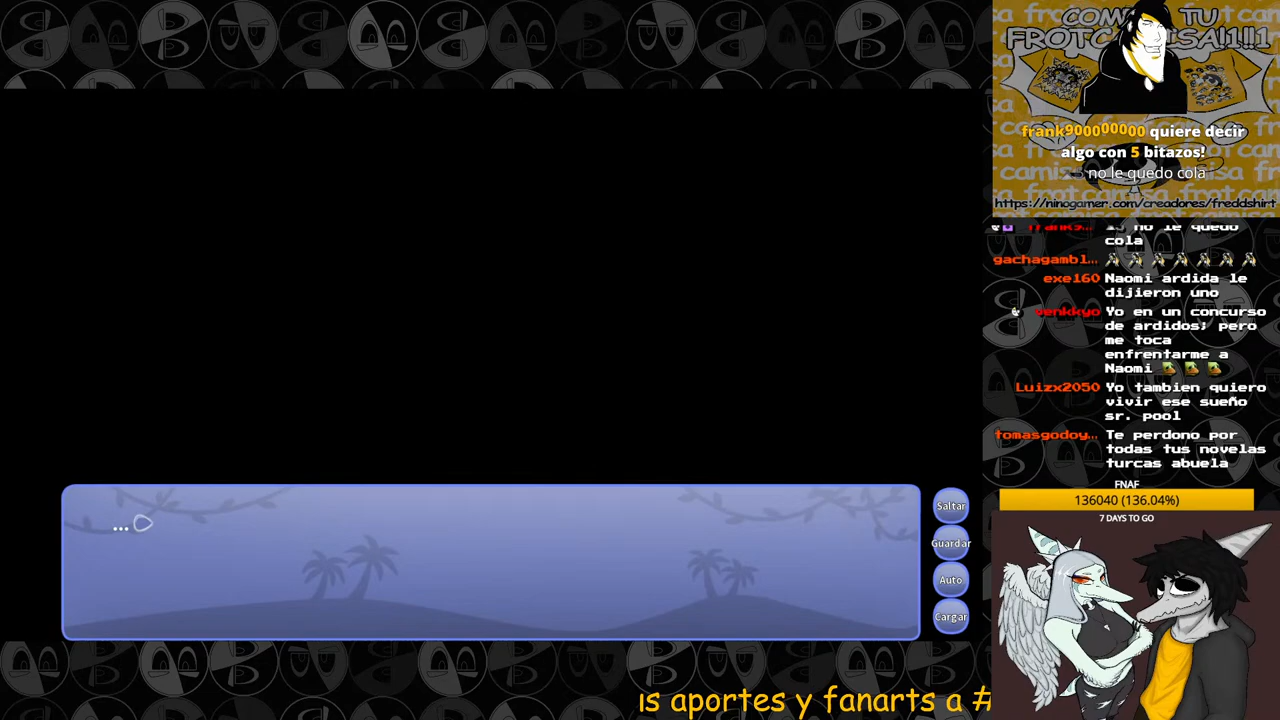 ...
Saltar
Guardar
Auto
Cargar
TU
frank900000000 quiere decir
algo con 5 bitazos!
no le quedo cola
https://ninogamer.com/creadores/freddshirt
no le quedo
cola
gachagambl...
exe160 Naomi ardida le
dijieron uno
Yo en un concurso
de ardidos; pero
me toca
enfrentarme a
Naomi
Luizx2050 Yo tambien quiero
vivir ese sueño
sr. pool
tomasgodoy... Te perdono por
todas tus novelas
turcas abuela
FNAF
136040 (136.04%)
7 DAYS TO GO
us aportes y fanarts a #